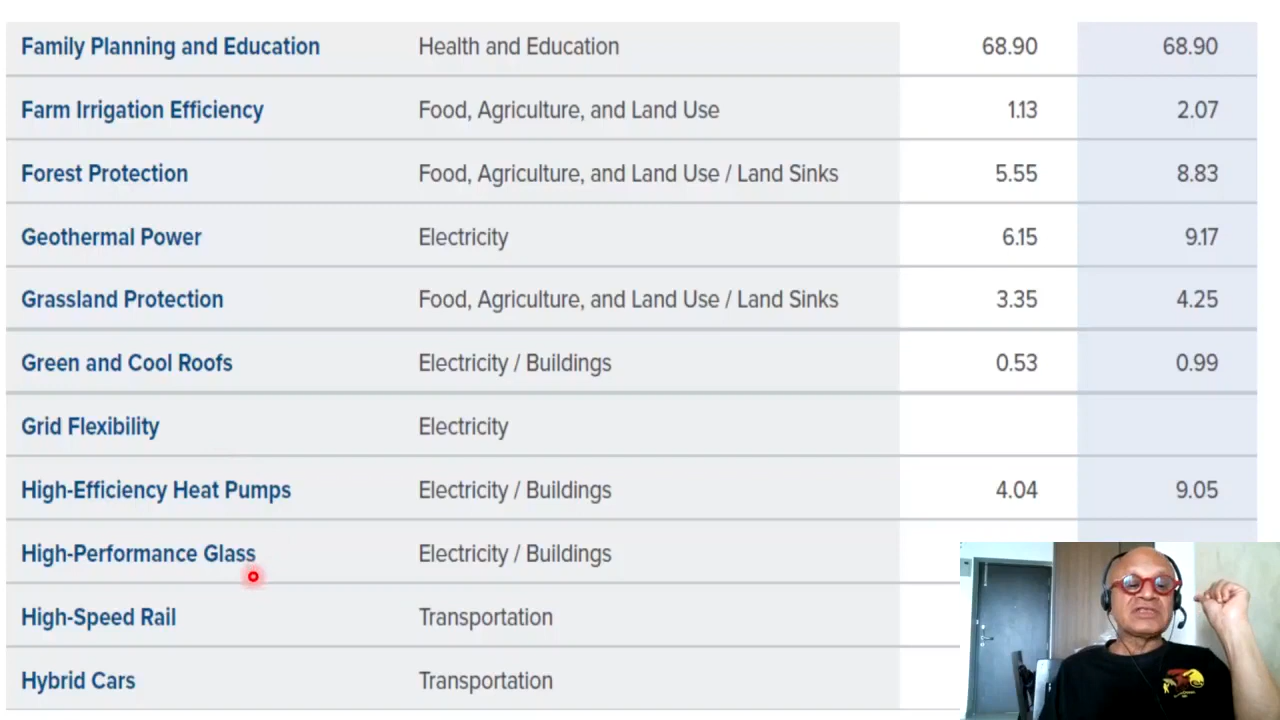 Family Planning and Education Health and Education 68.90 68.90
Farm Irrigation Efficiency Food, Agriculture, and Land Use 1.13 2.07
Forest Protection Food, Agriculture, and Land Use / Land Sinks 5.55 8.83
Geothermal Power Electricity 6.15 9.17
Grassland Protection Food, Agriculture, and Land Use / Land Sinks 3.35 4.25
Green and Cool Roofs Electricity / Buildings 0.53 0.99
Grid Flexibility Electricity
High-Efficiency Heat Pumps Electricity / Buildings 4.04 9.05
High-Performance Glass Electricity / Buildings
High-Speed Rail Transportation
Hybrid Cars Transportation